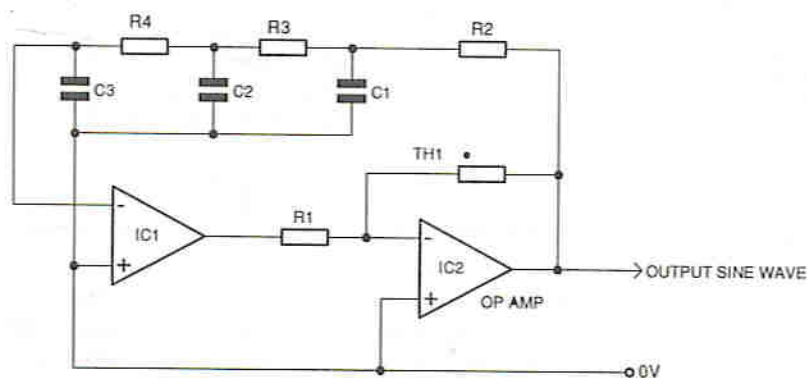 R4
R3
R2
C3
C2
C1
TH1
-
IC1
+
R1
-
IC2
+
OP AMP
OUTPUT SINE WAVE
0V